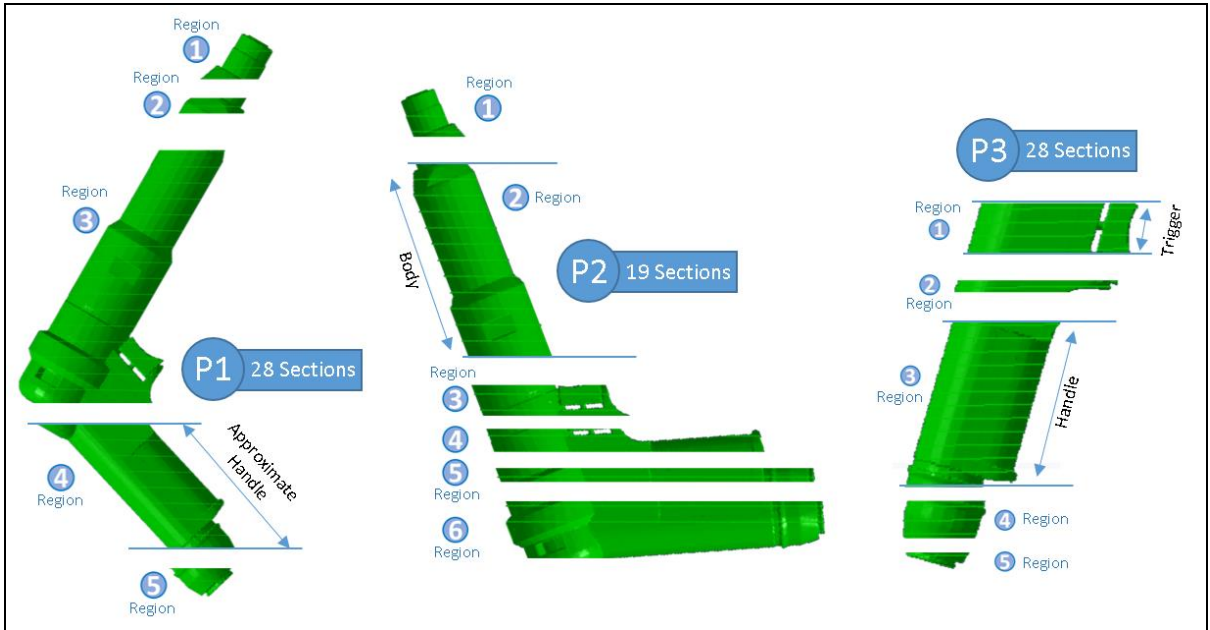 Region
1
Region
2
Region
3
P1 28 Sections
Approximate
Handle
4
Region
5
Region
Region
1
2 Region
Body
P2 19 Sections
Region
3
4
5
Region
6
Region
P3 28 Sections
Region
1
Trigger
2
Region
3
Region
Handle
4 Region
5 Region